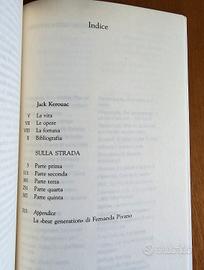 Indice
Jack Kerouac
V La vita
VII Le opere
VIII La fortuna
X Bibliografia
SULLA STRADA
Parte prima
Parte seconda
Parte terza
Parte quarta
Parte quinta
Appendice
La «beat generation» di Fernanda Pivano